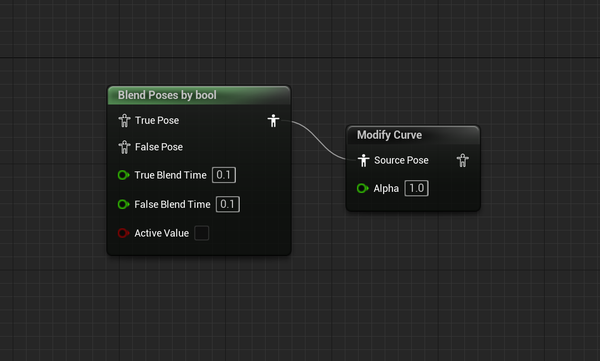 Blend Poses by bool
True Pose
False Pose
True Blend Time 0.1
False Blend Time 0.1
Active Value
Modify Curve
Source Pose
Alpha 1.0